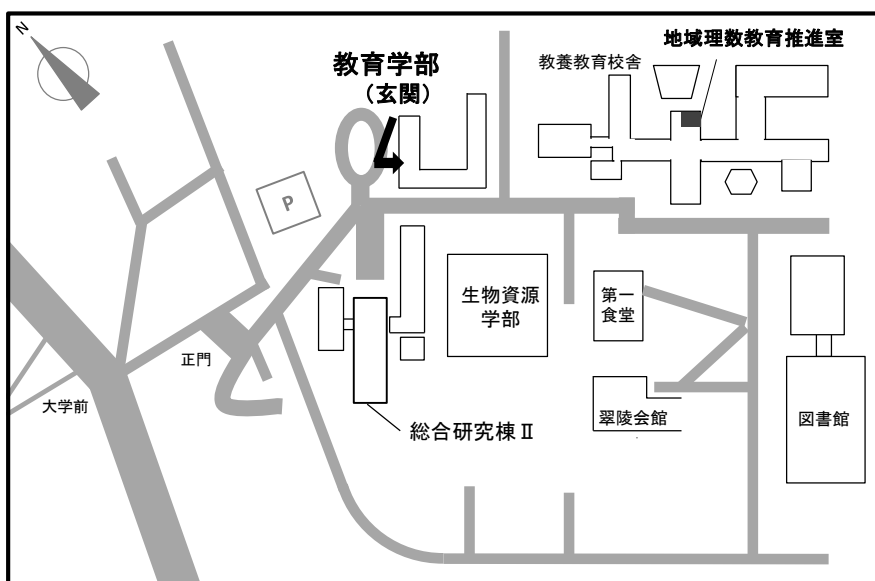 N
地域理数教育推進室
教養教育校舎
教育学部
(玄関)
P
生物資源
学部
第一
食堂
正門
大学前
翠陵会館
図書館
総合研究棟Ⅱ